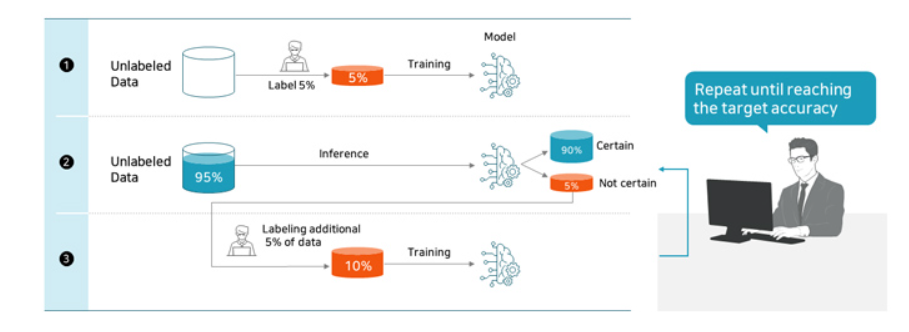 Model
1
Unlabeled
Data
Label 5%
5%
Training
Repeat until reaching
the target accuracy
2
Unlabeled
Data
95%
Inference
90%
Certain
5%
Not certain
3
Labeling additional
5% of data
10%
Training